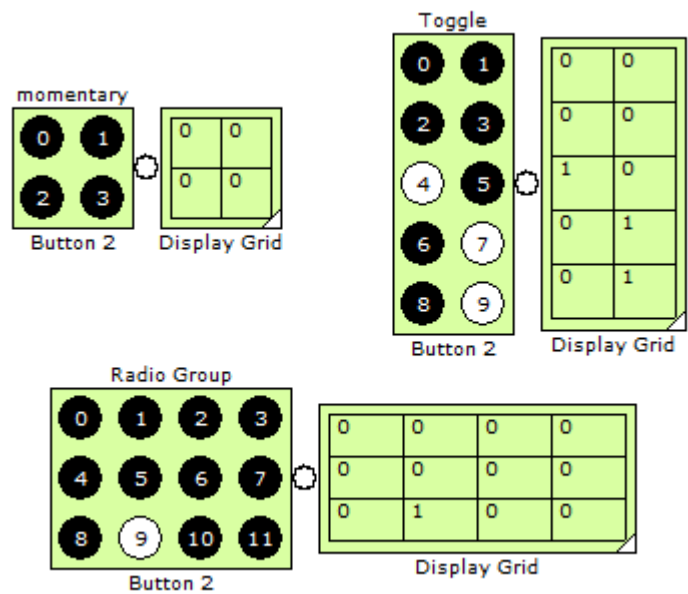 momentary
0 1
2 3
Button 2
0 0
0 0
Display Grid
Toggle
0 1
2 3
4 5
6 7
8 9
Button 2
0 0
0 0
1 0
0 1
0 1
Display Grid
Radio Group
0 1 2 3
4 5 6 7
8 9 10 11
Button 2
0 0 0 0
0 0 0 0
0 1 0 0
Display Grid